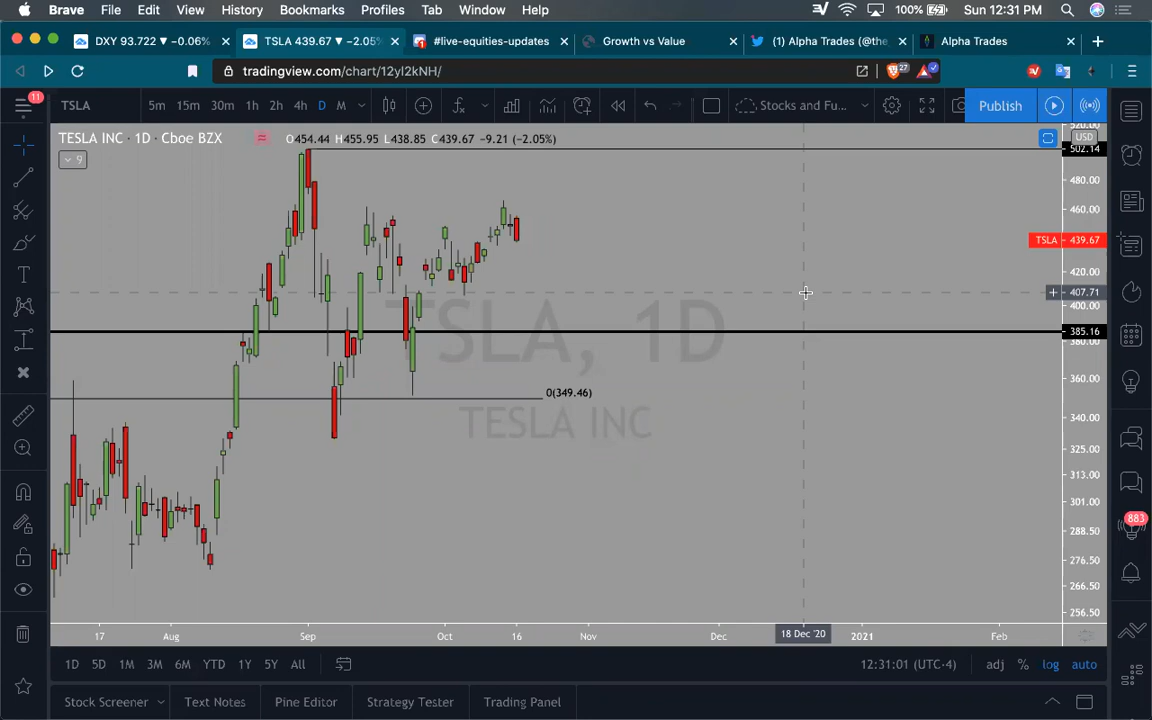 Brave File Edit View History Bookmarks Profiles Tab Window Help 100% Sun 12:31 PM
DXY 93.722 ▼ −0.06% TSLA 439.67 ▼ −2.05% #live-equities-updates Growth vs Value (1) Alpha Trades (@the_ Alpha Trades
tradingview.com/chart/12yl2kNH/ 27
11 TSLA 5m 15m 30m 1h 2h 4h D M Stocks and Fu... Publish
TESLA INC · 1D · Cboe BZX O454.44 H455.95 L438.85 C439.67 −9.21 (−2.05%)
9
USD
520.00
502.14
480.00
460.00
TSLA 439.67
420.00
407.71
400.00
385.16
380.00
360.00
340.00
325.00
313.00
301.00
288.50
276.50
266.50
256.50
TSLA, 1D
TESLA INC
0(349.46)
883
17 Aug Sep Oct 16 Nov Dec 18 Dec '20 2021 Feb
1D 5D 1M 3M 6M YTD 1Y 5Y All 12:31:01 (UTC-4) adj % log auto
Stock Screener Text Notes Pine Editor Strategy Tester Trading Panel